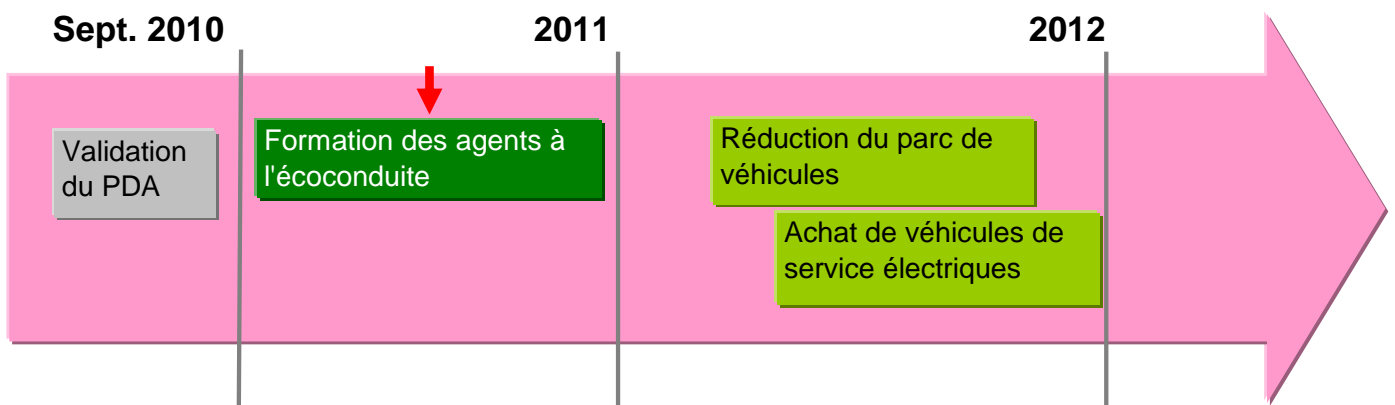 Sept. 2010
2011
2012
Validation
du PDA
Formation des agents à
l'écoconduite
Réduction du parc de
véhicules
Achat de véhicules de
service électriques